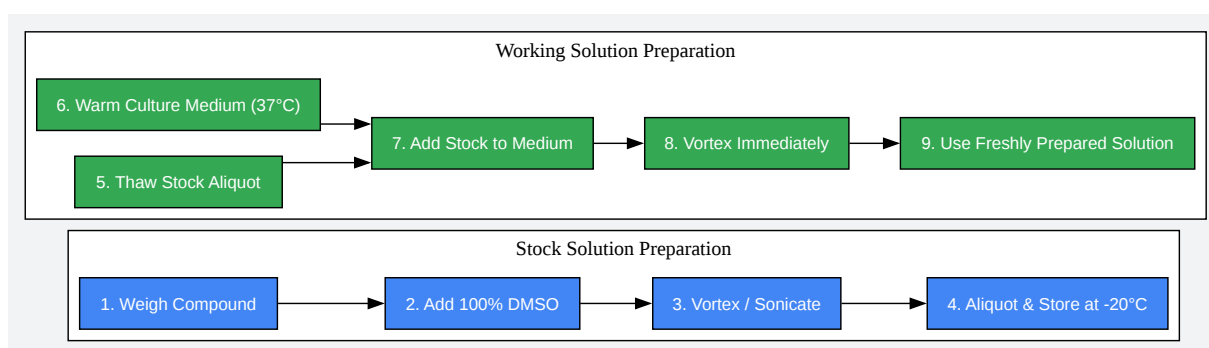 Working Solution Preparation
6. Warm Culture Medium (37°C)
5. Thaw Stock Aliquot
7. Add Stock to Medium
8. Vortex Immediately
9. Use Freshly Prepared Solution
Stock Solution Preparation
1. Weigh Compound
2. Add 100% DMSO
3. Vortex / Sonicate
4. Aliquot & Store at -20°C